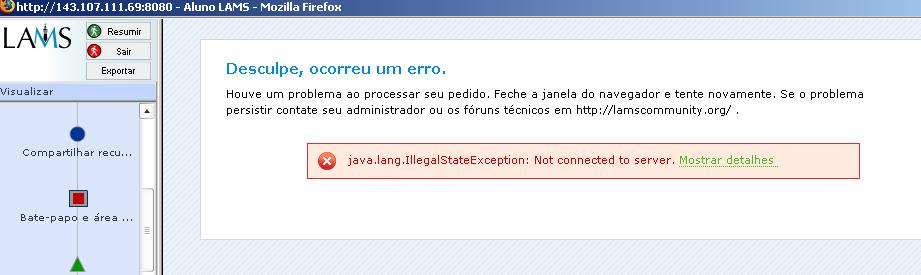 http://143.107.111.69:8080 - Aluno LAMS - Mozilla Firefox
LAMS
Resumir
Sair
Exportar
Visualizar
Compartilhar recu...
Bate-papo e área ...
Desculpe, ocorreu um erro.
Houve um problema ao processar seu pedido. Feche a janela do navegador e tente novamente. Se o problema
persistir contate seu administrador ou os fóruns técnicos em http://lamscommunity.org/ .
java.lang.IllegalStateException: Not connected to server. Mostrar detalhes